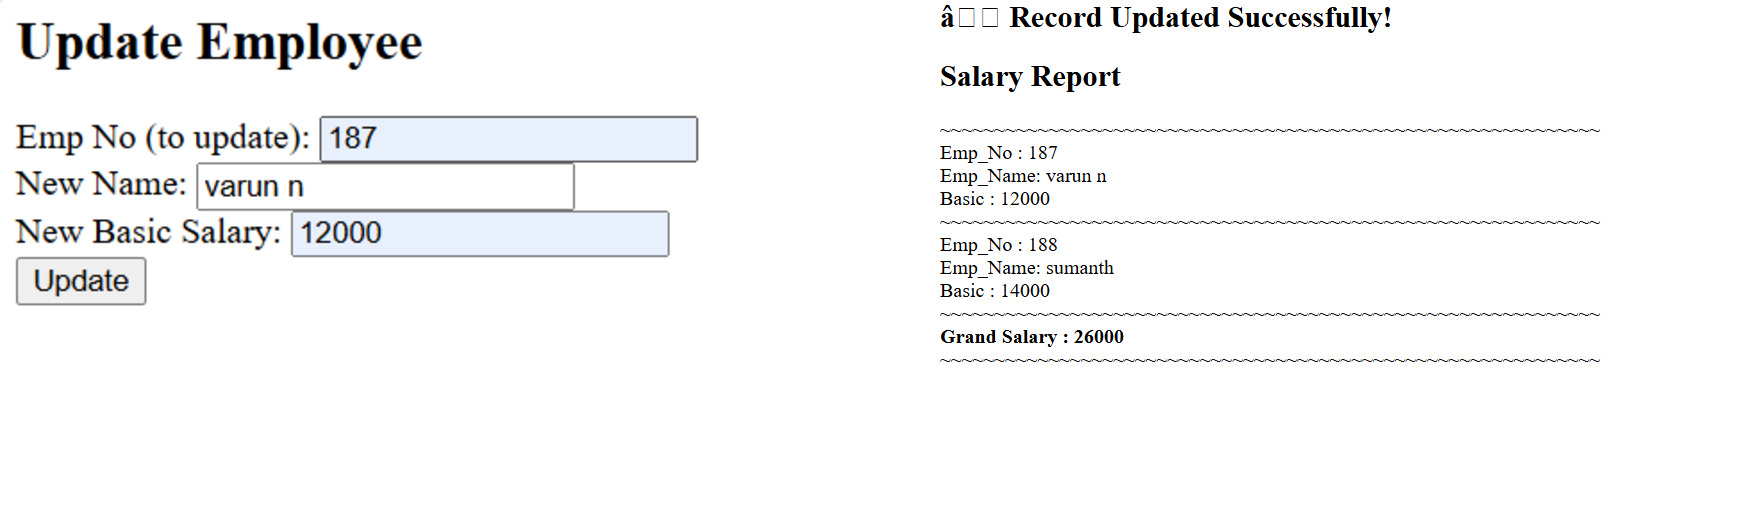 Update Employee
Emp No (to update): 187
New Name: varun n
New Basic Salary: 12000
Update
â□□ Record Updated Successfully!
Salary Report
~~~~~~~~~~~~~~~~~~~~~~~~~~~~~~~~~~~~~~~~~~~~~~~~~~~~~~~~~~~~
Emp_No : 187
Emp_Name: varun n
Basic : 12000
~~~~~~~~~~~~~~~~~~~~~~~~~~~~~~~~~~~~~~~~~~~~~~~~~~~~~~~~~~~~
Emp_No : 188
Emp_Name: sumanth
Basic : 14000
~~~~~~~~~~~~~~~~~~~~~~~~~~~~~~~~~~~~~~~~~~~~~~~~~~~~~~~~~~~~
Grand Salary : 26000
~~~~~~~~~~~~~~~~~~~~~~~~~~~~~~~~~~~~~~~~~~~~~~~~~~~~~~~~~~~~